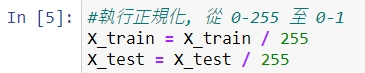 In [5]: #執行正規化, 從 0-255 至 0-1
X_train = X_train / 255
X_test = X_test / 255